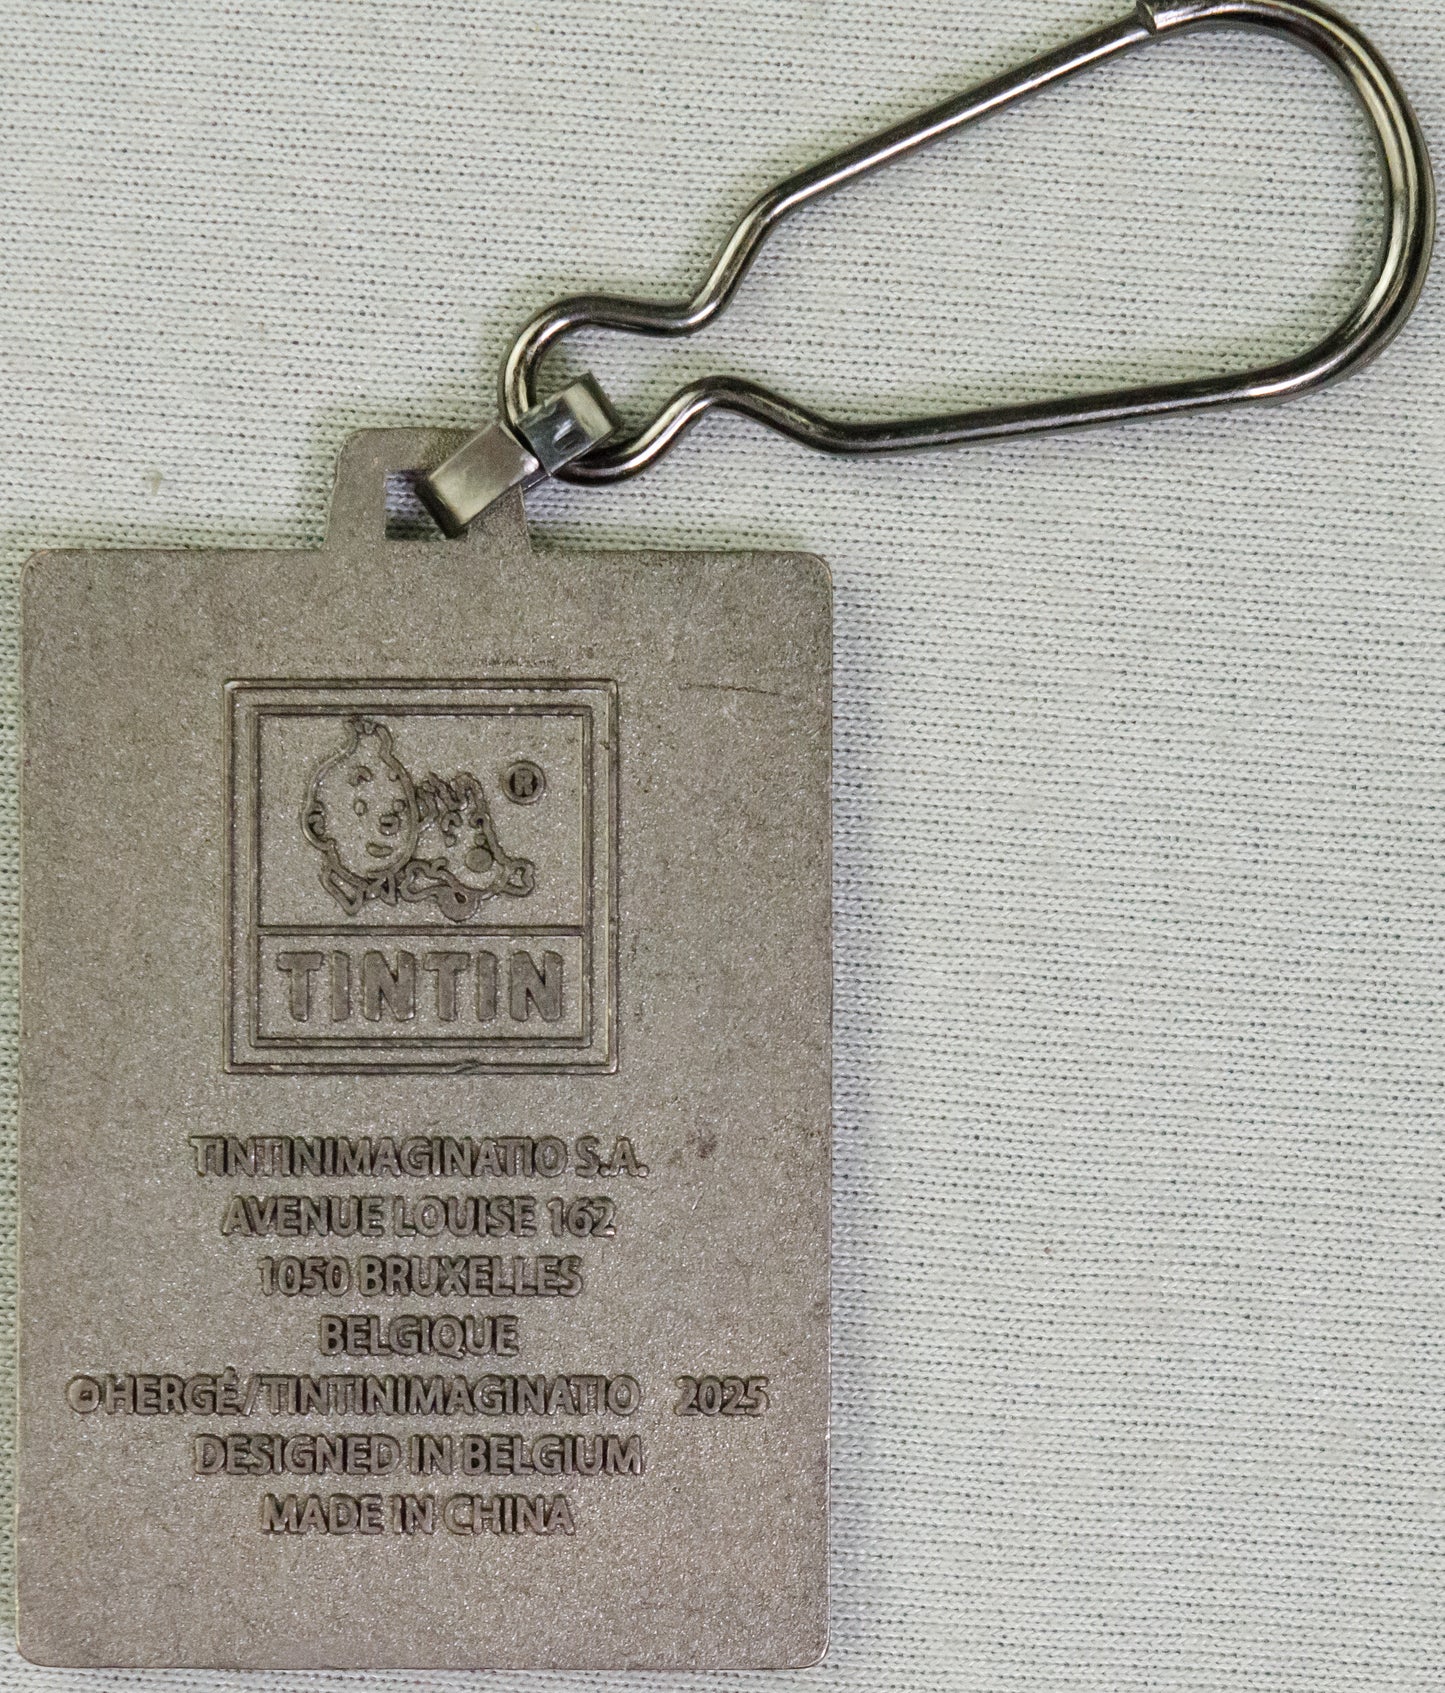 ®
TINTIN
TINTINIMAGINATIO S.A.
AVENUE LOUISE 162
1050 BRUXELLES
BELGIQUE
©HERGÉ/TINTINIMAGINATIO 2025
DESIGNED IN BELGIUM
MADE IN CHINA